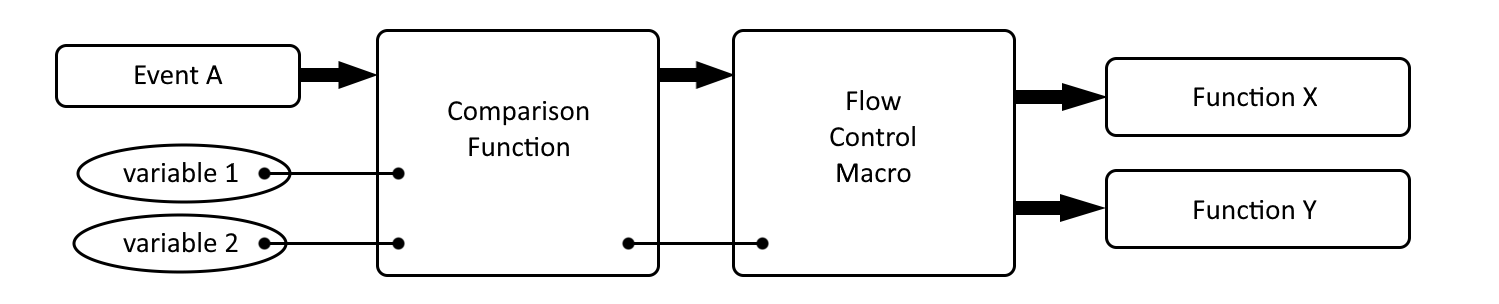 Event A
variable 1
variable 2
Comparison
Function
Flow
Control
Macro
Function X
Function Y